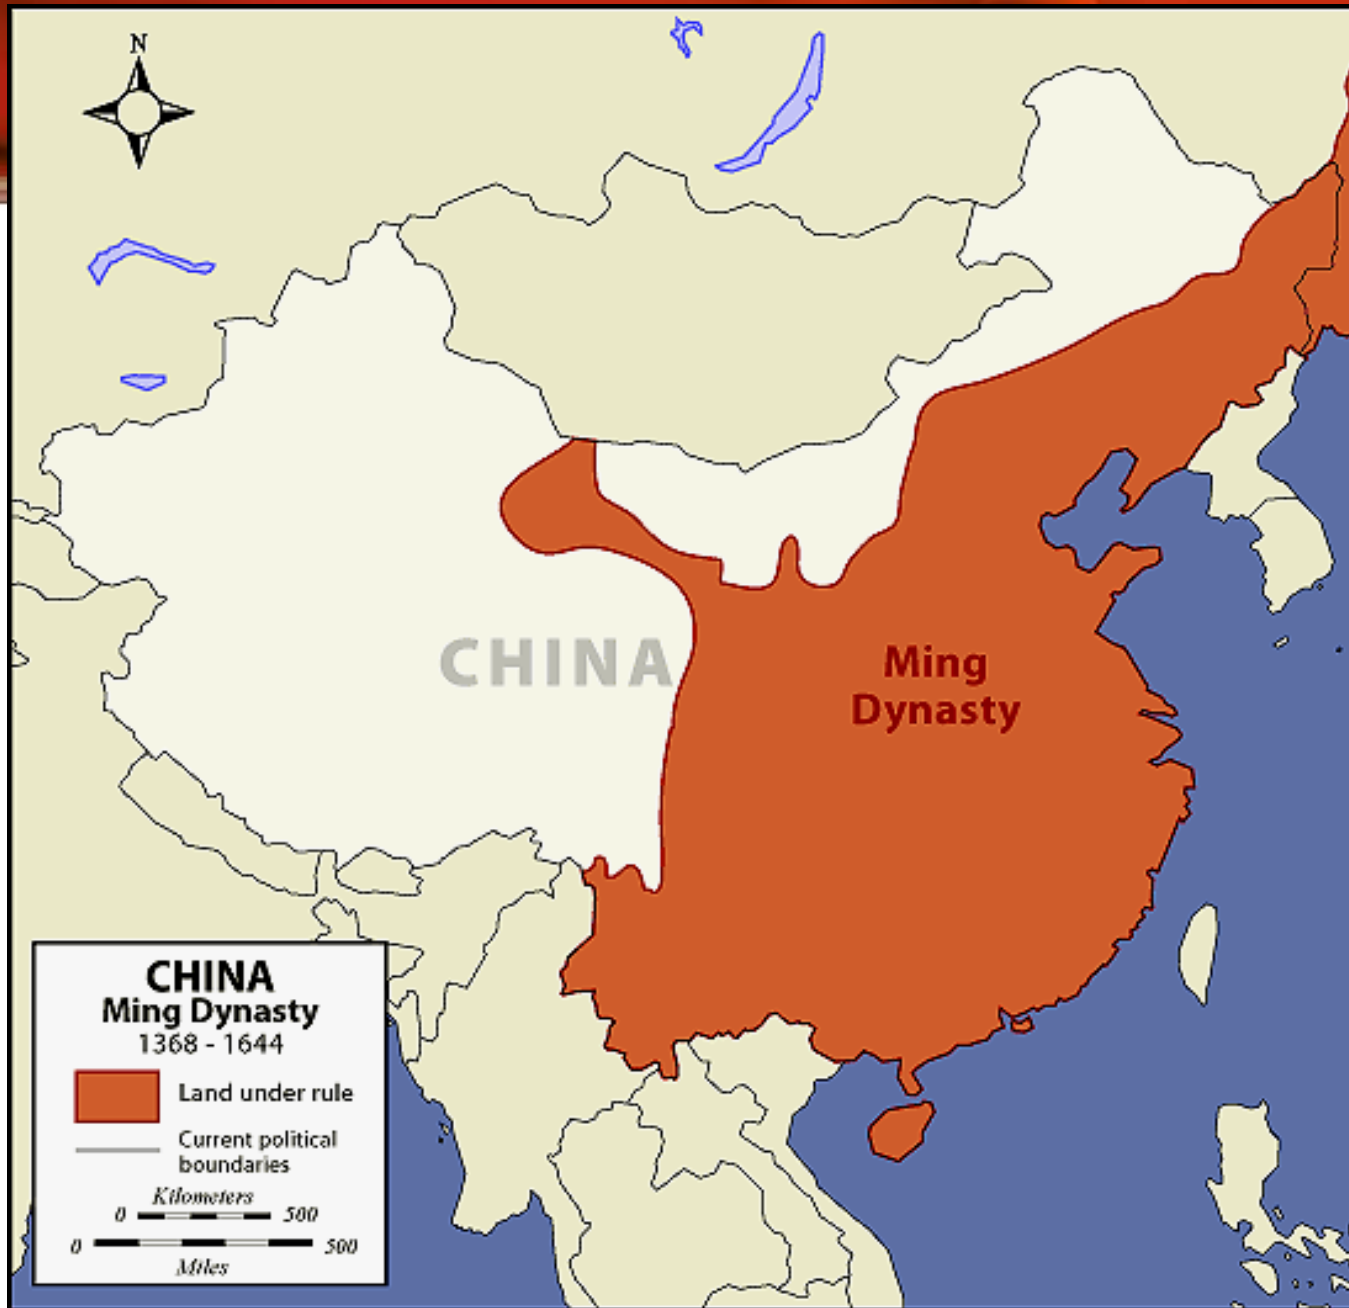 N
CHINA
Ming
Dynasty
CHINA
Ming Dynasty
1368 - 1644
Land under rule
Current political
boundaries
Kilometers
0 500
0 500
Miles